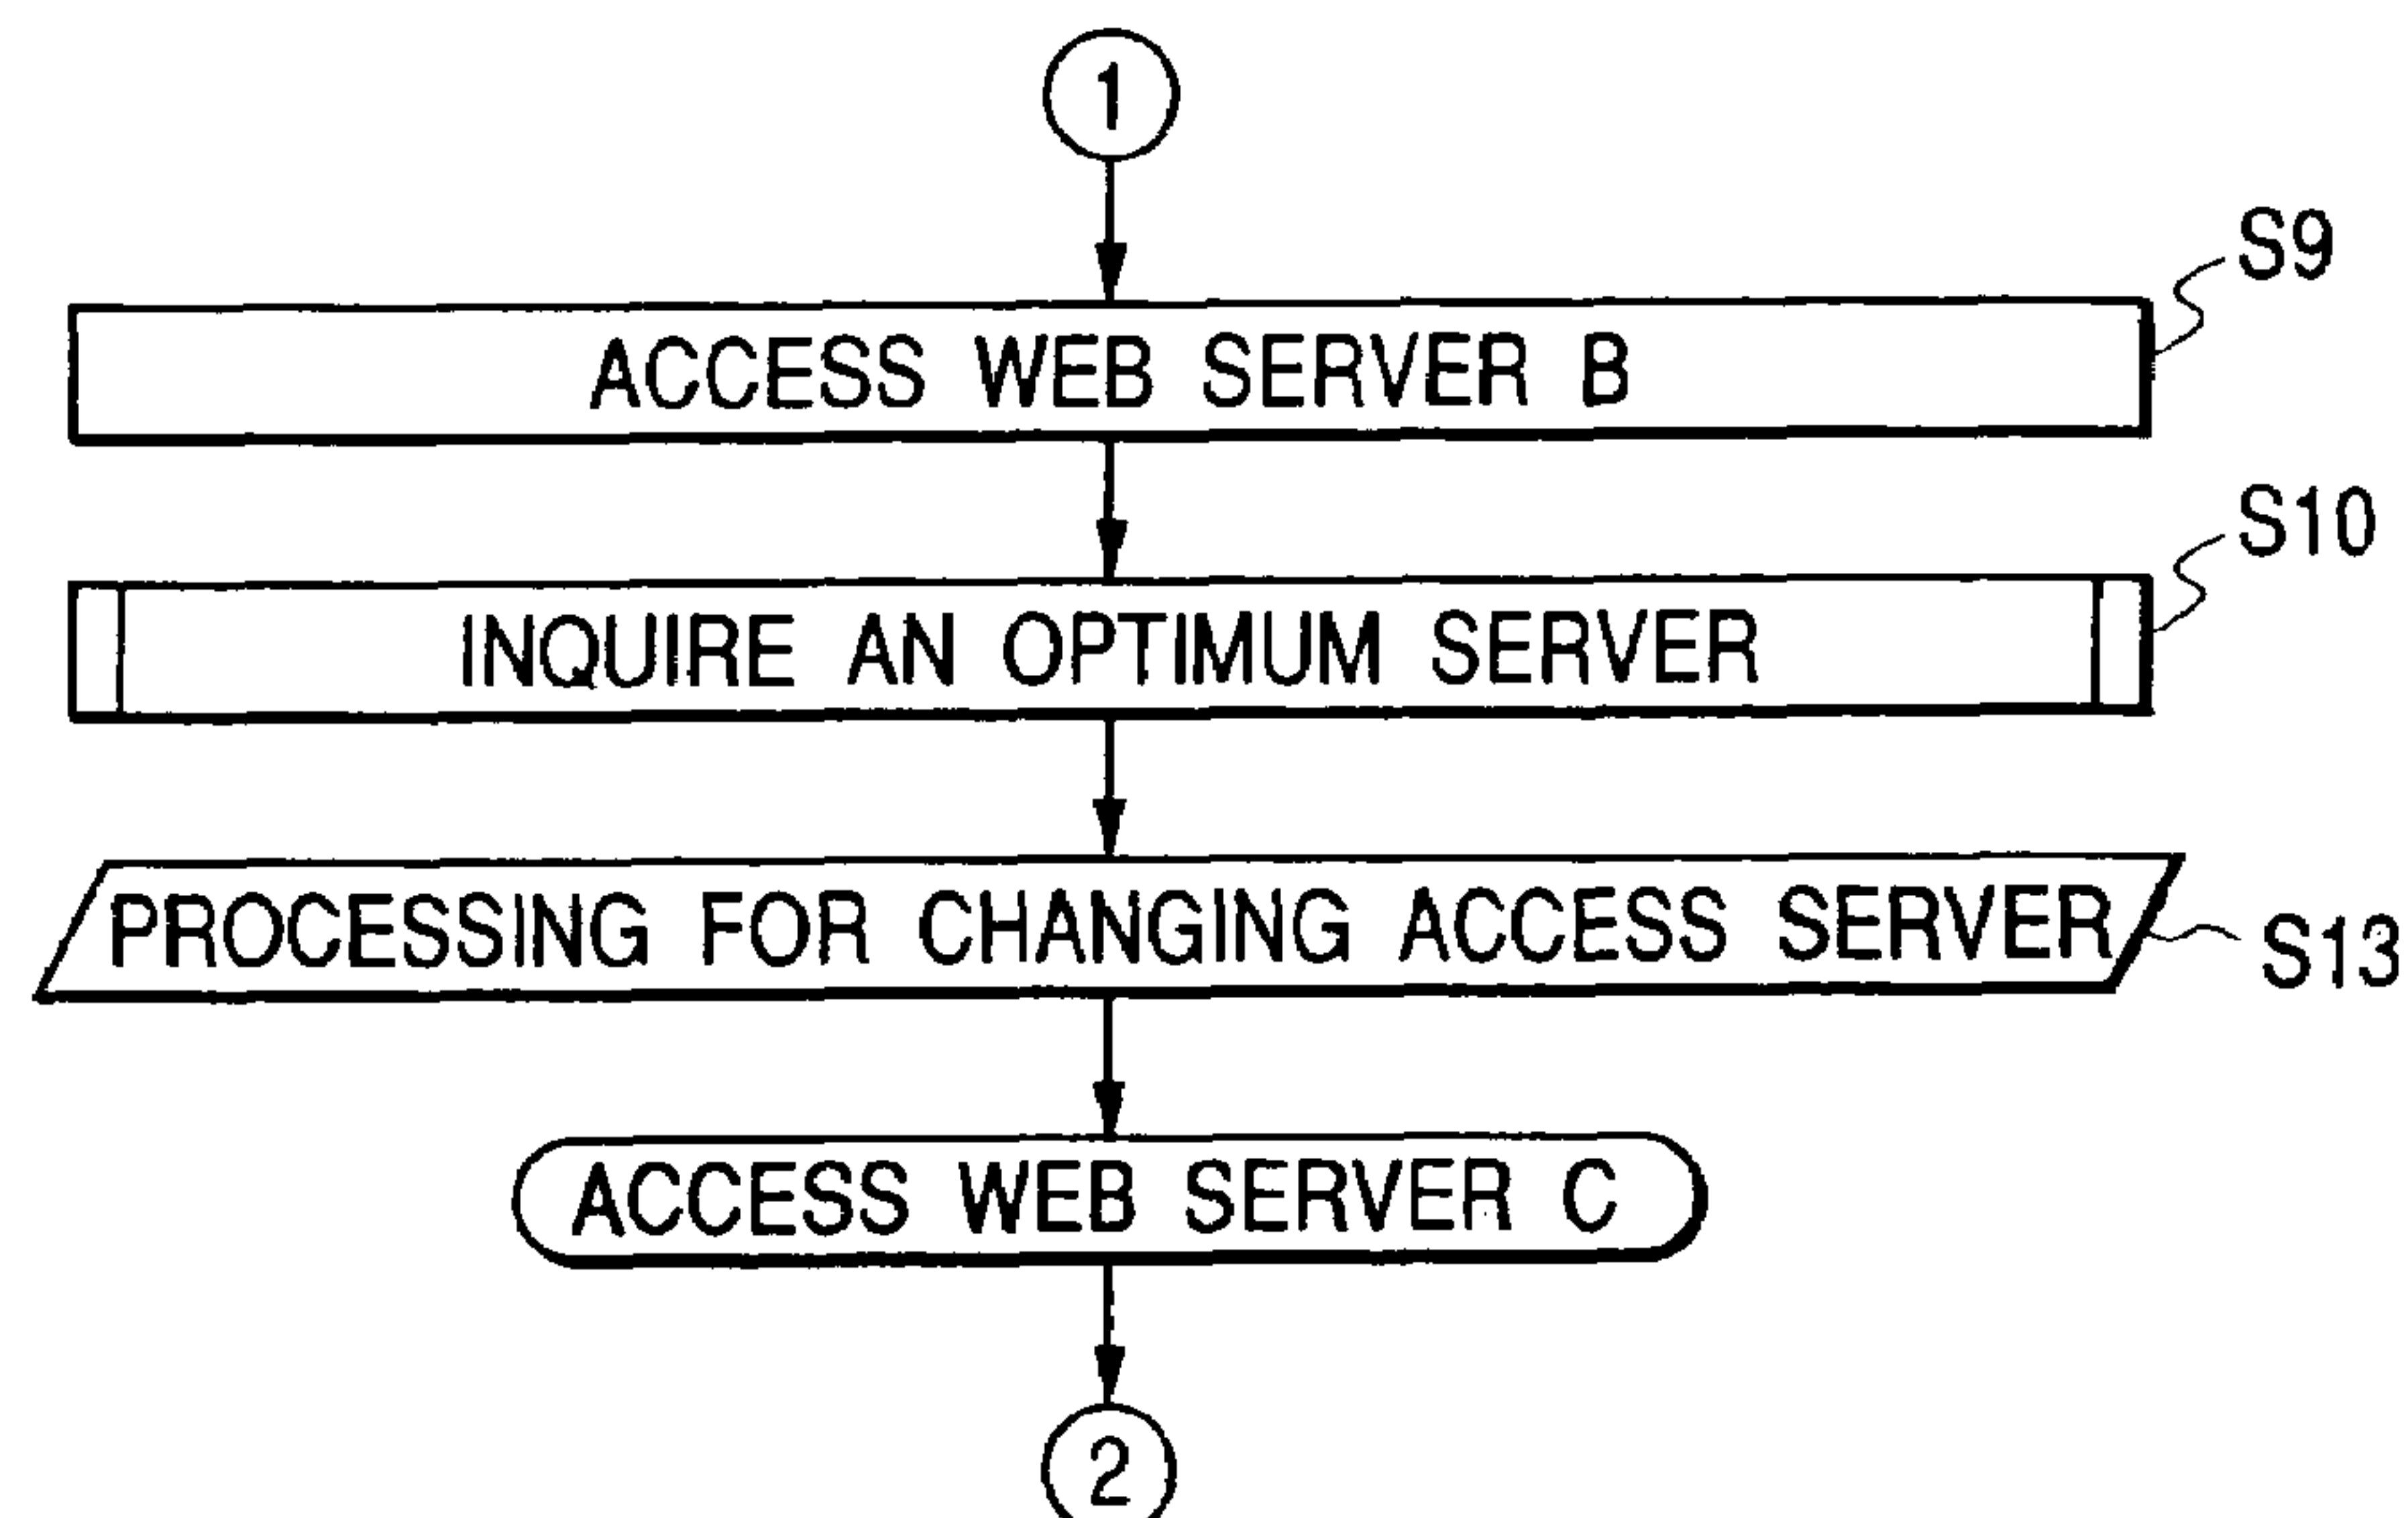 1
S9
ACCESS WEB SERVER B
S10
INQUIRE AN OPTIMUM SERVER
PROCESSING FOR CHANGING ACCESS SERVER
S13
ACCESS WEB SERVER C
2